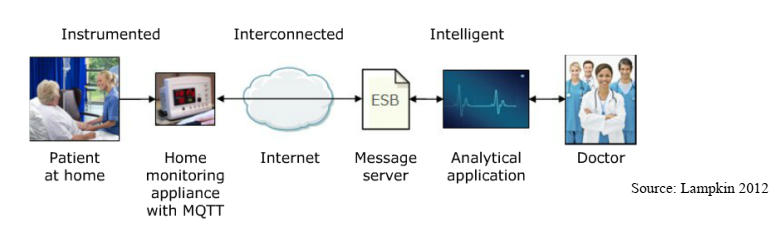 Instrumented
Interconnected
Intelligent
ESB
Patient
at home
Home
monitoring
appliance
with MQTT
Internet
Message
server
Analytical
application
Doctor
Source: Lampkin 2012